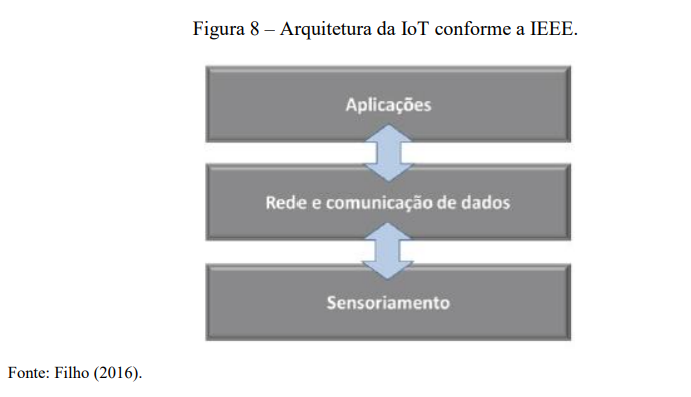 Figura 8 – Arquitetura da IoT conforme a IEEE.
Aplicações
Rede e comunicação de dados
Sensoriamento
Fonte: Filho (2016).